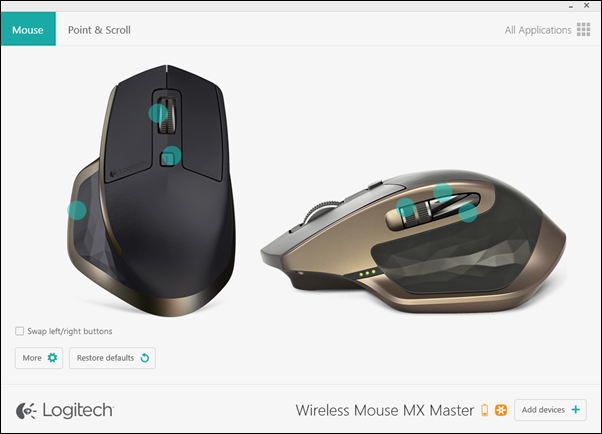 Mouse
Point & Scroll
All Applications
Logitech
Swap left/right buttons
More
Restore defaults
Logitech
Wireless Mouse MX Master
Add devices